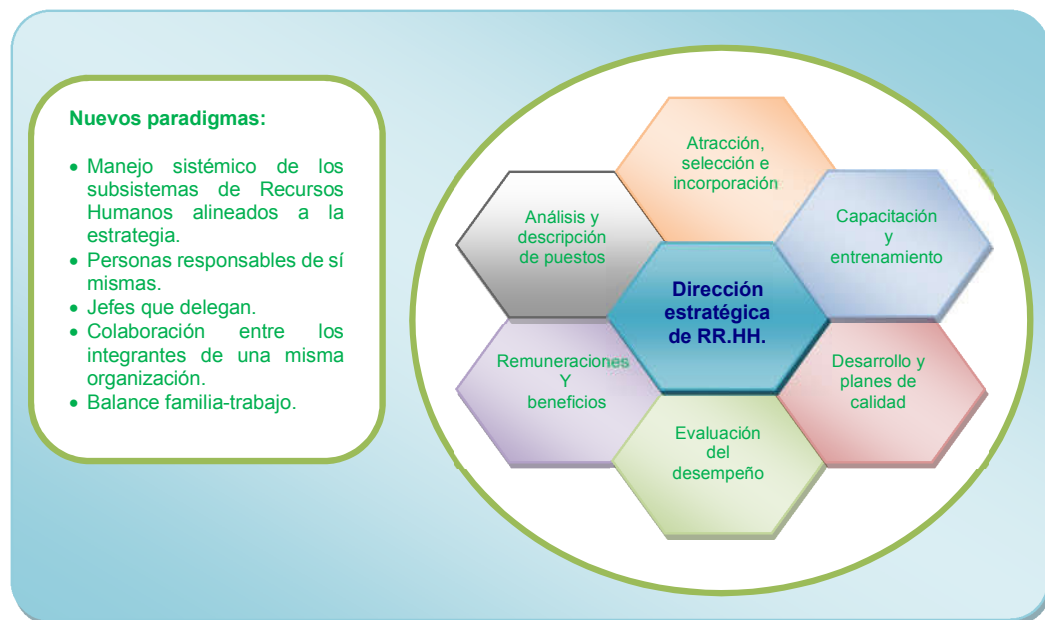 Nuevos paradigmas:
• Manejo sistémico de los
subsistemas de Recursos
Humanos alineados a la
estrategia.
• Personas responsables de sí
mismas.
• Jefes que delegan.
• Colaboración entre los
integrantes de una misma
organización.
• Balance familia-trabajo.
Atracción,
selección e
incorporación
Análisis y
descripción
de puestos
Capacitación
y
entrenamiento
Dirección
estratégica
de RR.HH.
Remuneraciones
Y
beneficios
Desarrollo y
planes de
calidad
Evaluación
del
desempeño